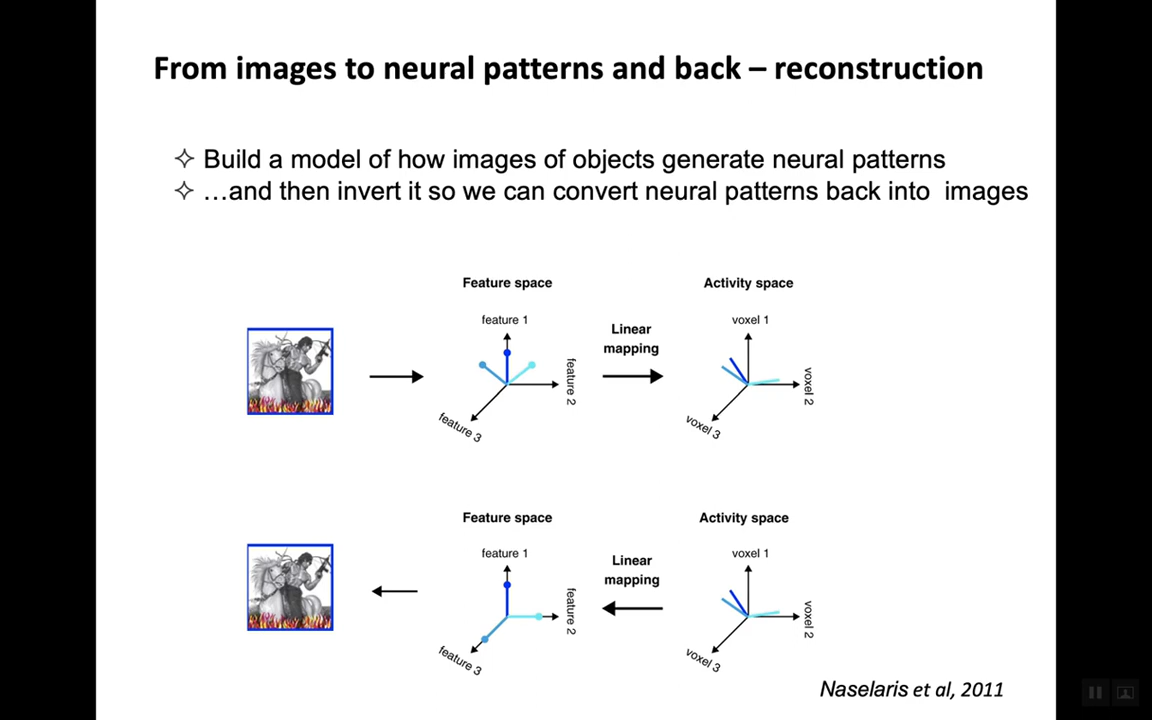 From images to neural patterns and back – reconstruction
✧ Build a model of how images of objects generate neural patterns
✧ …and then invert it so we can convert neural patterns back into images
Feature space
Activity space
feature 1
feature 2
feature 3
Linear
mapping
voxel 1
voxel 2
voxel 3
Feature space
Activity space
feature 1
feature 2
feature 3
Linear
mapping
voxel 1
voxel 2
voxel 3
Naselaris et al, 2011